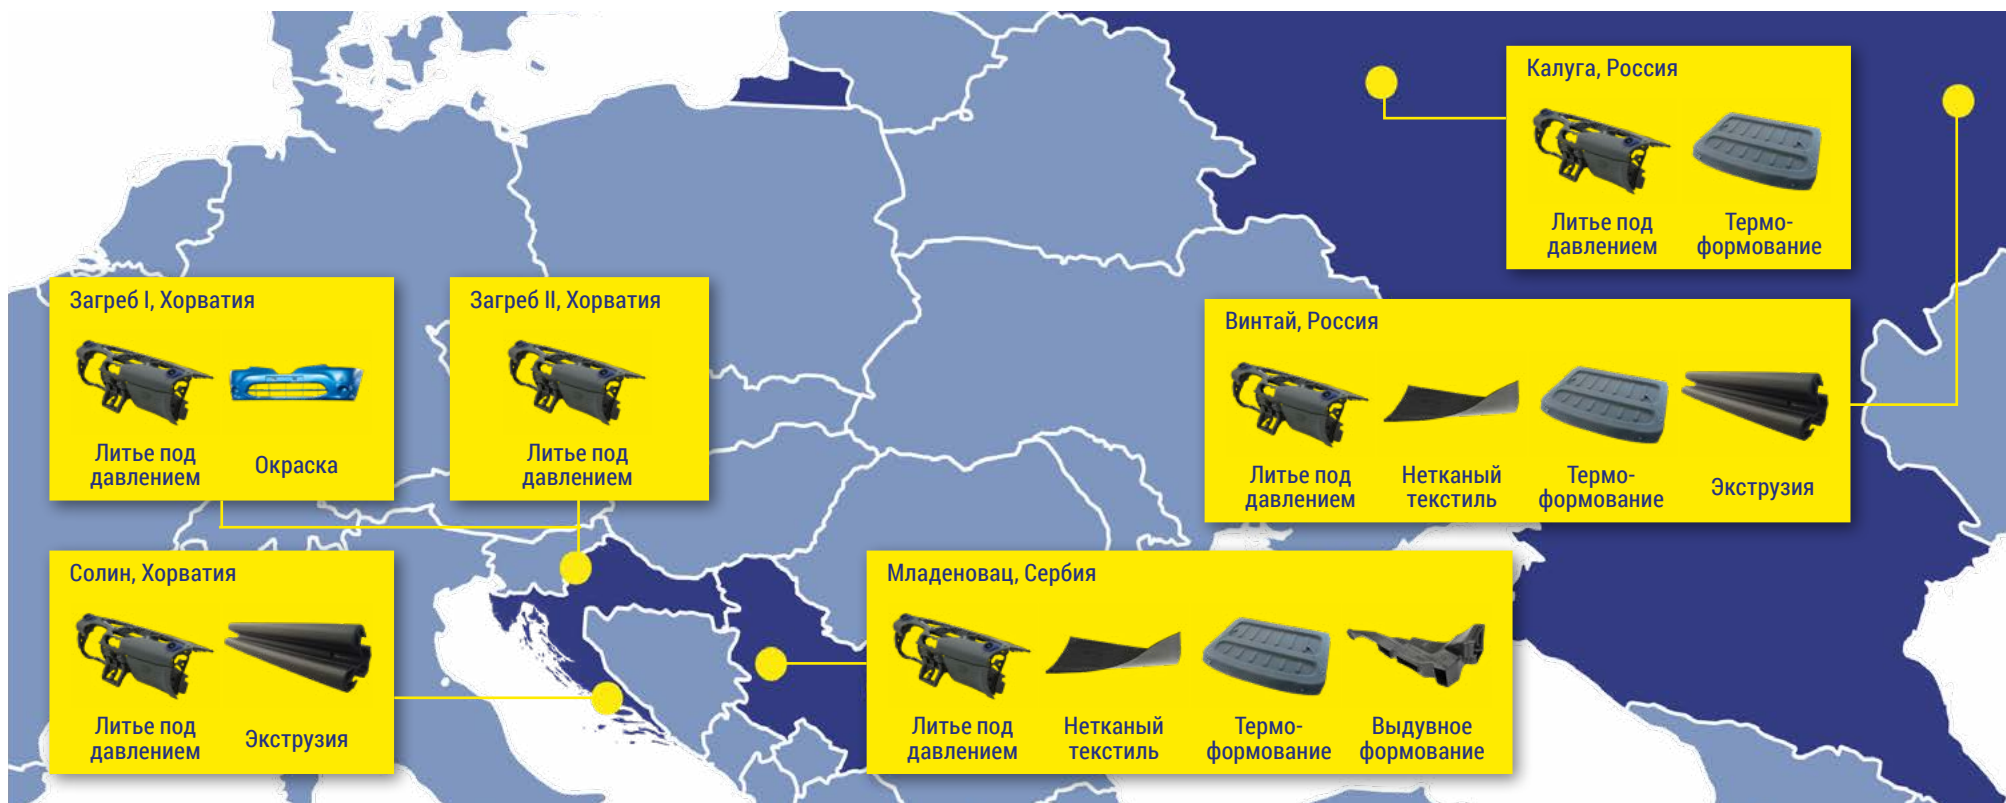 Калуга, Россия
Литье под
давлением
Термо-
формование
Загреб I, Хорватия
Литье под
давлением
Окраска
Загреб II, Хорватия
Литье под
давлением
Винтай, Россия
Литье под
давлением
Нетканый
текстиль
Термо-
формование
Экструзия
Солин, Хорватия
Литье под
давлением
Экструзия
Младеновац, Сербия
Литье под
давлением
Нетканый
текстиль
Термо-
формование
Выдувное
формование